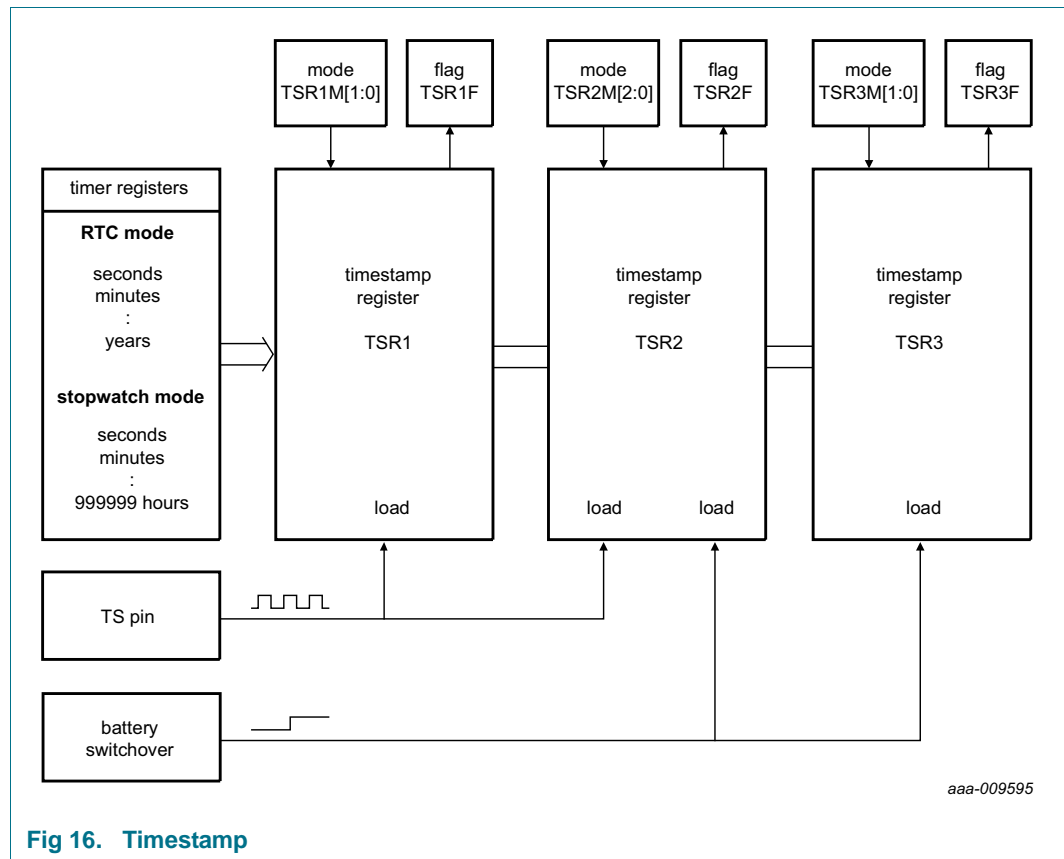 mode
TSR1M[1:0]
flag
TSR1F
mode
TSR2M[2:0]
flag
TSR2F
mode
TSR3M[1:0]
flag
TSR3F
timer registers
RTC mode
seconds
minutes
:
years
stopwatch mode
seconds
minutes
:
999999 hours
timestamp
register
TSR1
load
timestamp
register
TSR2
load
load
timestamp
register
TSR3
load
TS pin
battery
switchover
aaa-009595
Fig 16. Timestamp